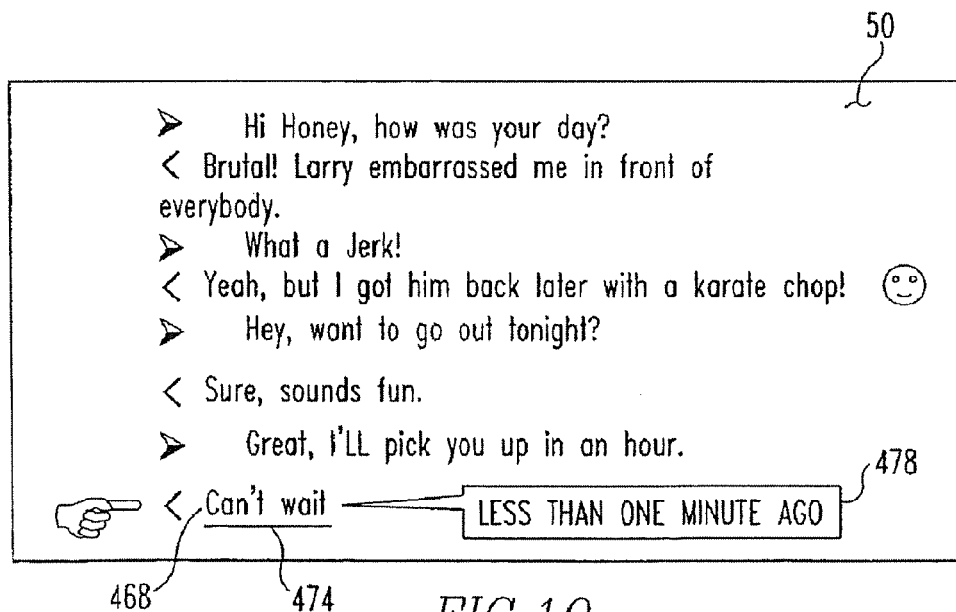 50
➢ Hi Honey, how was your day?
< Brutal! Larry embarrassed me in front of
everybody.
➢ What a Jerk!
< Yeah, but I got him back later with a karate chop!
➢ Hey, want to go out tonight?
< Sure, sounds fun.
➢ Great, I'LL pick you up in an hour.
478
< Can't wait LESS THAN ONE MINUTE AGO
468 474 FIG. 10